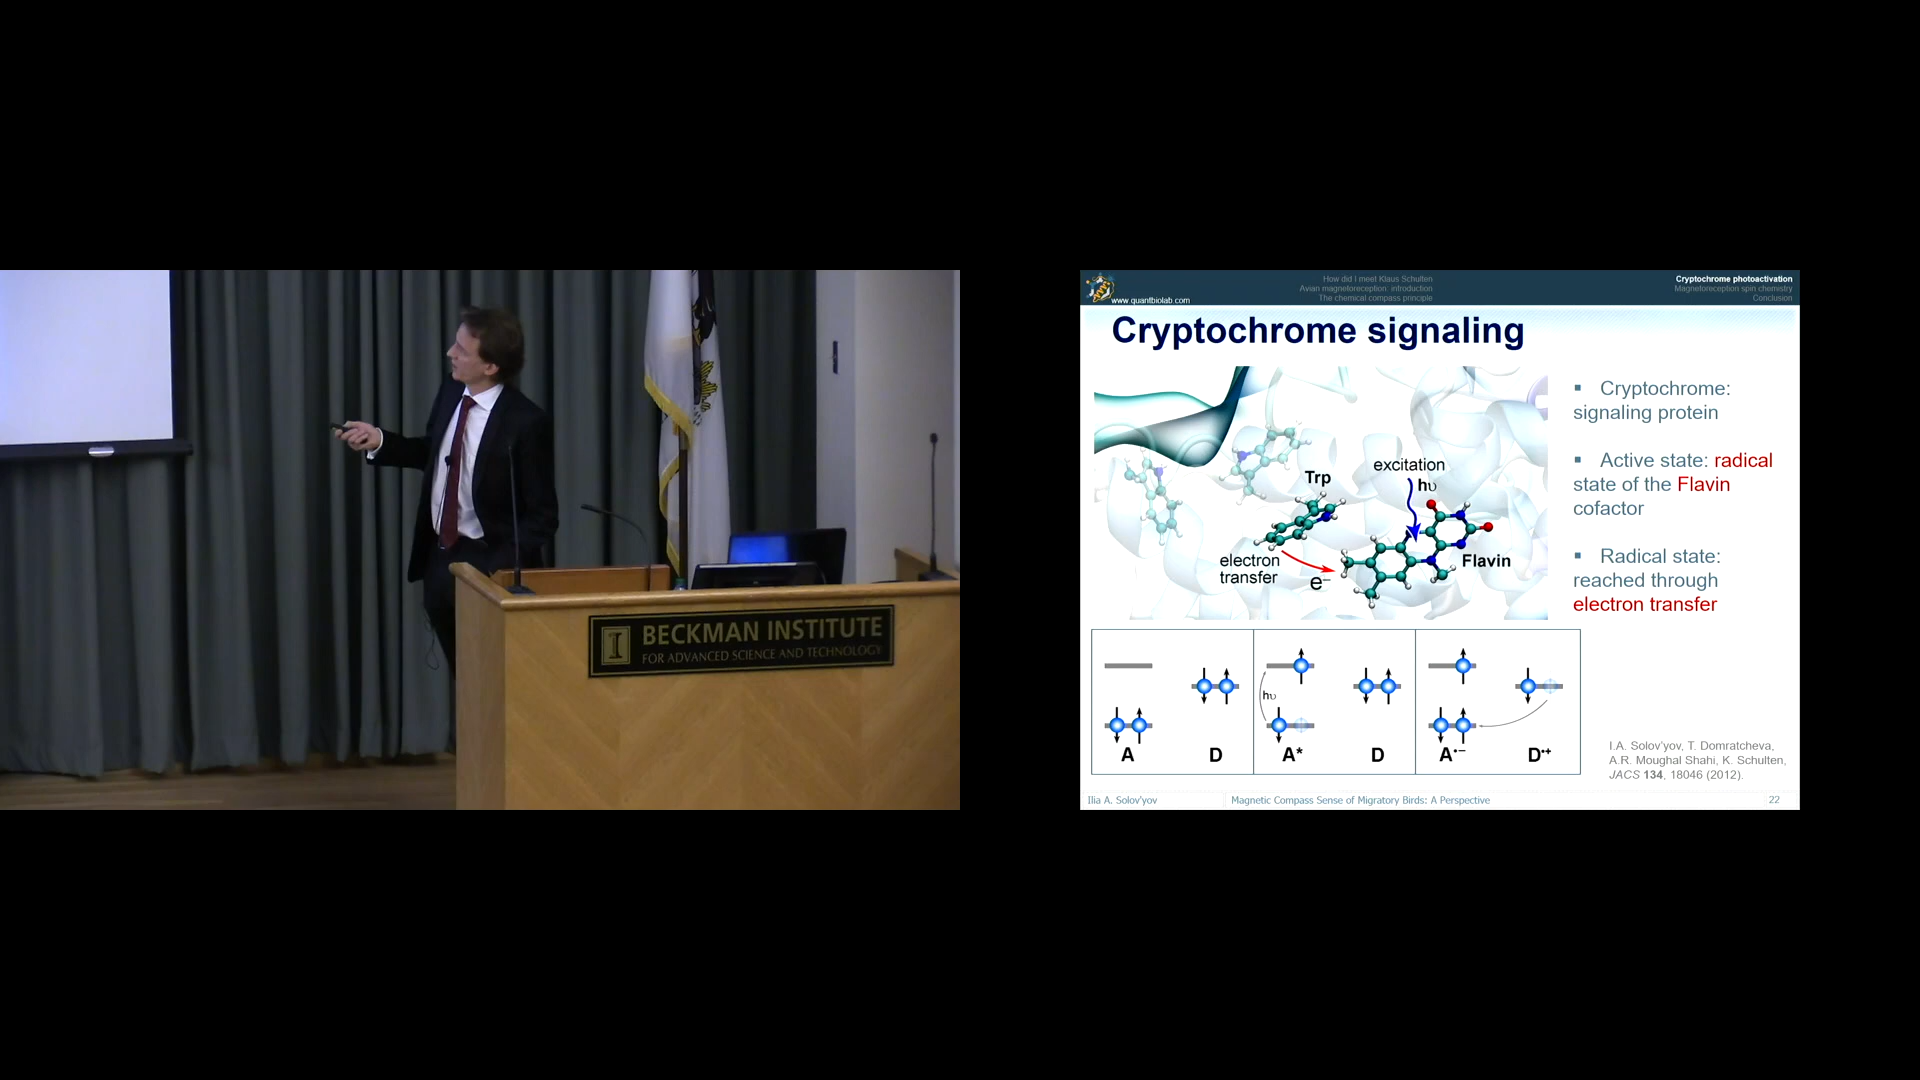 I
BECKMAN INSTITUTE
FOR ADVANCED SCIENCE AND TECHNOLOGY
www.quantbiolab.com
How did I meet Klaus Schulten
Avian magnetoreception: introduction
The chemical compass principle
Cryptochrome photoactivation
Magnetoreception spin chemistry
Conclusion
Cryptochrome signaling
excitation
hυ
Trp
electron
transfer
e⁻
Flavin
▪ Cryptochrome:
signaling protein
▪ Active state: radical
state of the Flavin
cofactor
▪ Radical state:
reached through
electron transfer
hυ
A D A* D A•− D•+
I.A. Solov'yov, T. Domratcheva,
A.R. Moughal Shahi, K. Schulten,
JACS 134, 18046 (2012).
Ilia A. Solov'yov Magnetic Compass Sense of Migratory Birds: A Perspective 22